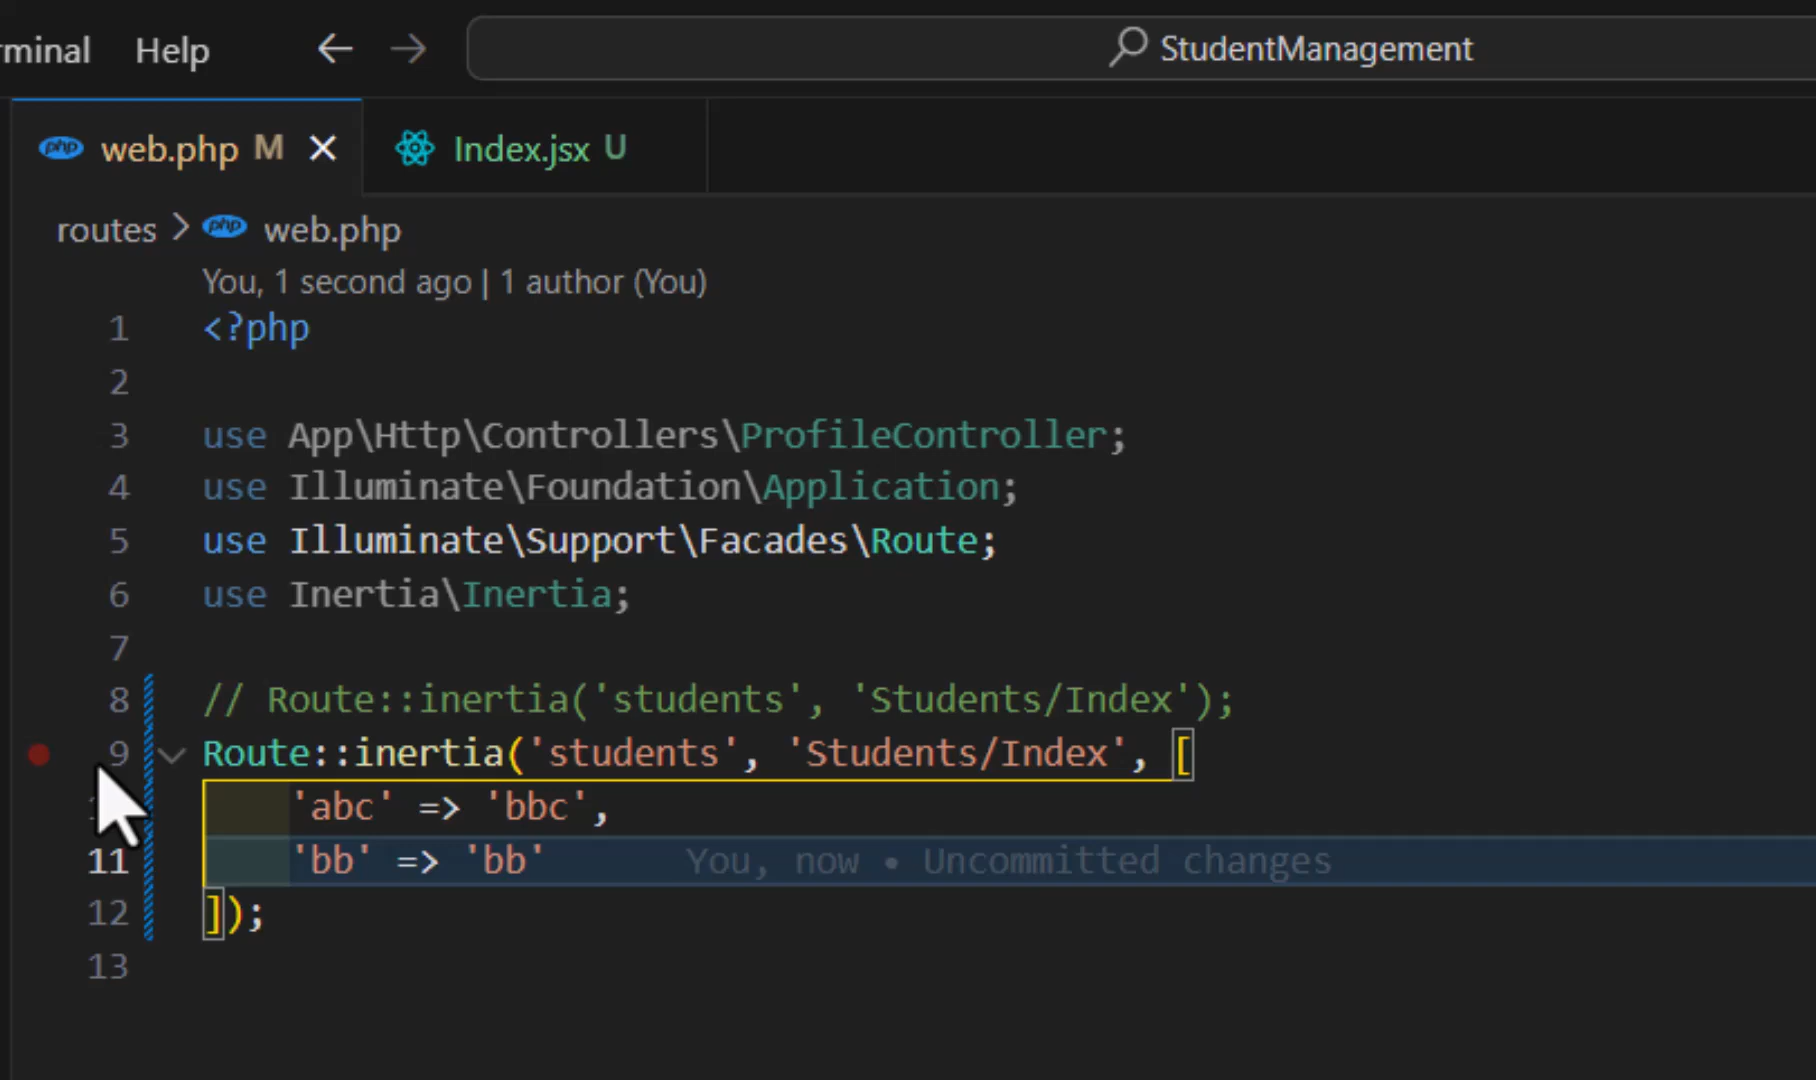 rminal Help StudentManagement
php web.php M Index.jsx U
routes > php web.php
You, 1 second ago | 1 author (You)
1 <?php
2
3 use App\Http\Controllers\ProfileController;
4 use Illuminate\Foundation\Application;
5 use Illuminate\Support\Facades\Route;
6 use Inertia\Inertia;
7
8 // Route::inertia('students', 'Students/Index');
9 Route::inertia('students', 'Students/Index', [
'abc' => 'bbc',
11 'bb' => 'bb' You, now • Uncommitted changes
12 ]);
13